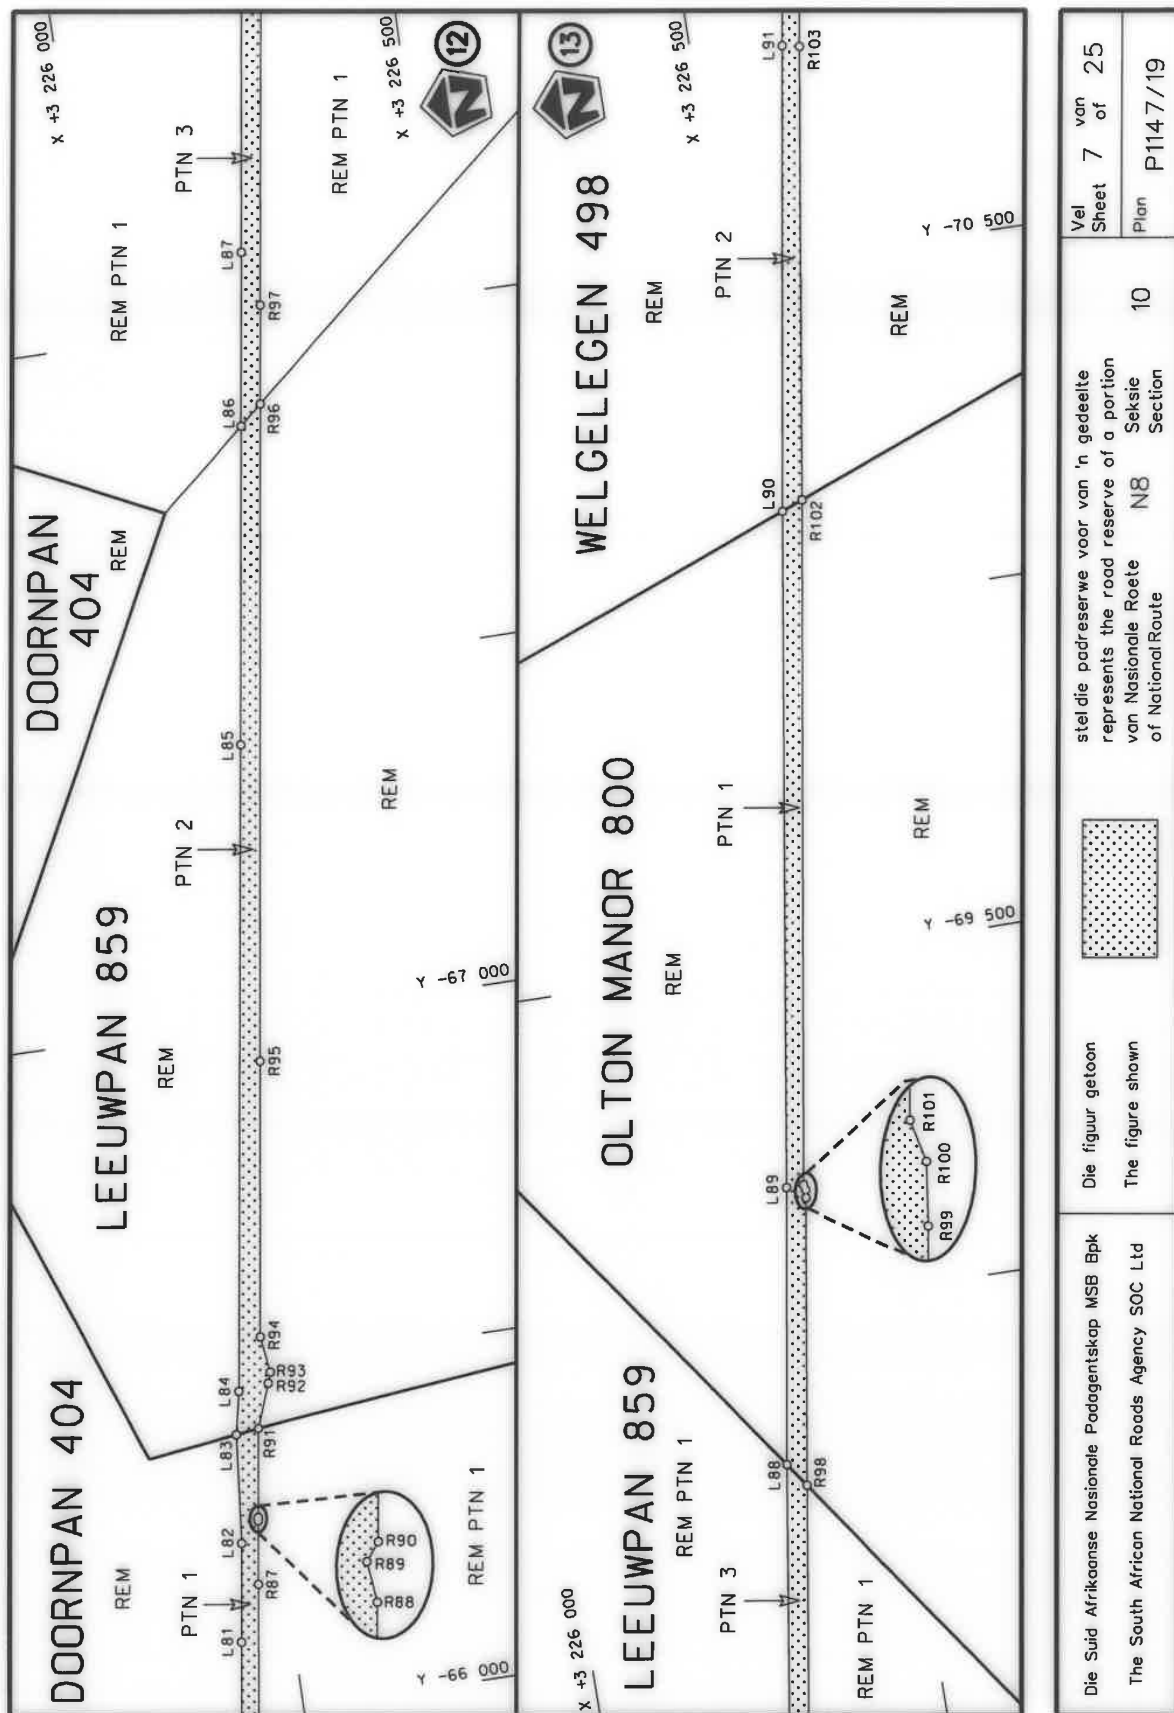 DOORNPAN 404
REM
PTN 1
L81
L82
L83
L84
R87
R88
R89
R90
R91
R92
R93
R94
REM PTN 1
Y -66 000
LEEUWPAN 859
REM
R95
Y -67 000
PTN 2
L85
REM
DOORNPAN
404
REM
L86
R96
L87
R97
REM PTN 1
PTN 3
REM PTN 1
X +3 226 000
X +3 226 500
N
12
X +3 226 000
LEEUWPAN 859
REM PTN 1
PTN 3
REM PTN 1
L88
R98
L89
R99
R100
R101
OLTON MANOR 800
REM
PTN 1
REM
Y -69 500
L90
R102
WELGELEGEN 498
REM
PTN 2
REM
Y -70 500
X +3 226 500
L91
R103
N
13
Die Suid Afrikaanse Nasionale Padagentskap MSB Bpk
The South African National Roads Agency SOC Ltd
Die figuur getoon
The figure shown
stel die padreserwe voor van 'n gedeelte
represents the road reserve of a portion
van Nasionale Roete N8 Seksie 10
of National Route Section
Vel 7 van 25
Sheet of
Plan P1147/19